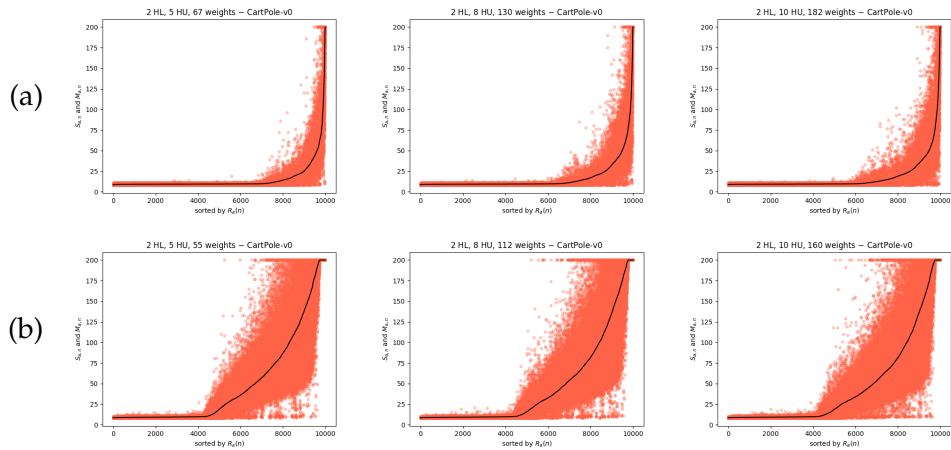 (a)
2 HL, 5 HU, 67 weights − CartPole-v0
S_{a,n} and M_{a,n}
200
175
150
125
100
75
50
25
0
0 2000 4000 6000 8000 10000
sorted by R_a(n)
2 HL, 8 HU, 130 weights − CartPole-v0
S_{a,n} and M_{a,n}
200
175
150
125
100
75
50
25
0
0 2000 4000 6000 8000 10000
sorted by R_a(n)
2 HL, 10 HU, 182 weights − CartPole-v0
S_{a,n} and M_{a,n}
200
175
150
125
100
75
50
25
0
0 2000 4000 6000 8000 10000
sorted by R_a(n)
(b)
2 HL, 5 HU, 55 weights − CartPole-v0
S_{a,n} and M_{a,n}
200
175
150
125
100
75
50
25
0
0 2000 4000 6000 8000 10000
sorted by R_a(n)
2 HL, 8 HU, 112 weights − CartPole-v0
S_{a,n} and M_{a,n}
200
175
150
125
100
75
50
25
0
0 2000 4000 6000 8000 10000
sorted by R_a(n)
2 HL, 10 HU, 160 weights − CartPole-v0
S_{a,n} and M_{a,n}
200
175
150
125
100
75
50
25
0
0 2000 4000 6000 8000 10000
sorted by R_a(n)